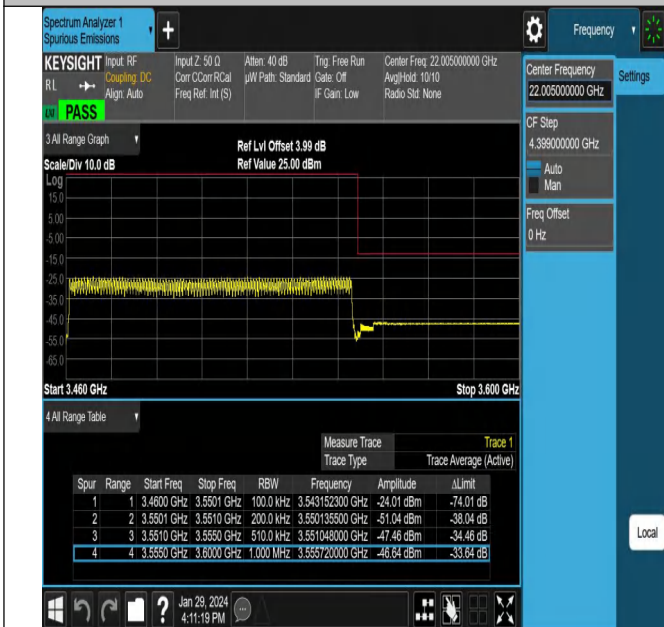 Spectrum Analyzer 1
Spurious Emissions
+
Frequency
KEYSIGHT Input: RF Input Z: 50 Ω Atten: 40 dB Trig: Free Run Center Freq: 22.005000000 GHz
RL Coupling: DC Corr CCorr RCal µW Path: Standard Gate: Off Avg|Hold: 10/10
Align: Auto Freq Ref: Int (S) IF Gain: Low Radio Std: None
PASS
Center Frequency
22.005000000 GHz
Settings
CF Step
4.399000000 GHz
Auto
Man
Freq Offset
0 Hz
Local
3 All Range Graph
Ref Lvl Offset 3.99 dB
Scale/Div 10.0 dB Ref Value 25.00 dBm
Log
15.0
5.00
-5.00
-15.0
-25.0
-35.0
-45.0
-55.0
-65.0
Start 3.460 GHz Stop 3.600 GHz
4 All Range Table
Measure Trace Trace 1
Trace Type Trace Average (Active)
Spur Range Start Freq Stop Freq RBW Frequency Amplitude ΔLimit
1 1 3.4600 GHz 3.5501 GHz 100.0 kHz 3.543152300 GHz -24.01 dBm -74.01 dB
2 2 3.5501 GHz 3.5510 GHz 200.0 kHz 3.550135500 GHz -51.04 dBm -38.04 dB
3 3 3.5510 GHz 3.5550 GHz 510.0 kHz 3.551048000 GHz -47.46 dBm -34.46 dB
4 4 3.5550 GHz 3.6000 GHz 1.000 MHz 3.555720000 GHz -46.64 dBm -33.64 dB
?
Jan 29, 2024
4:11:19 PM